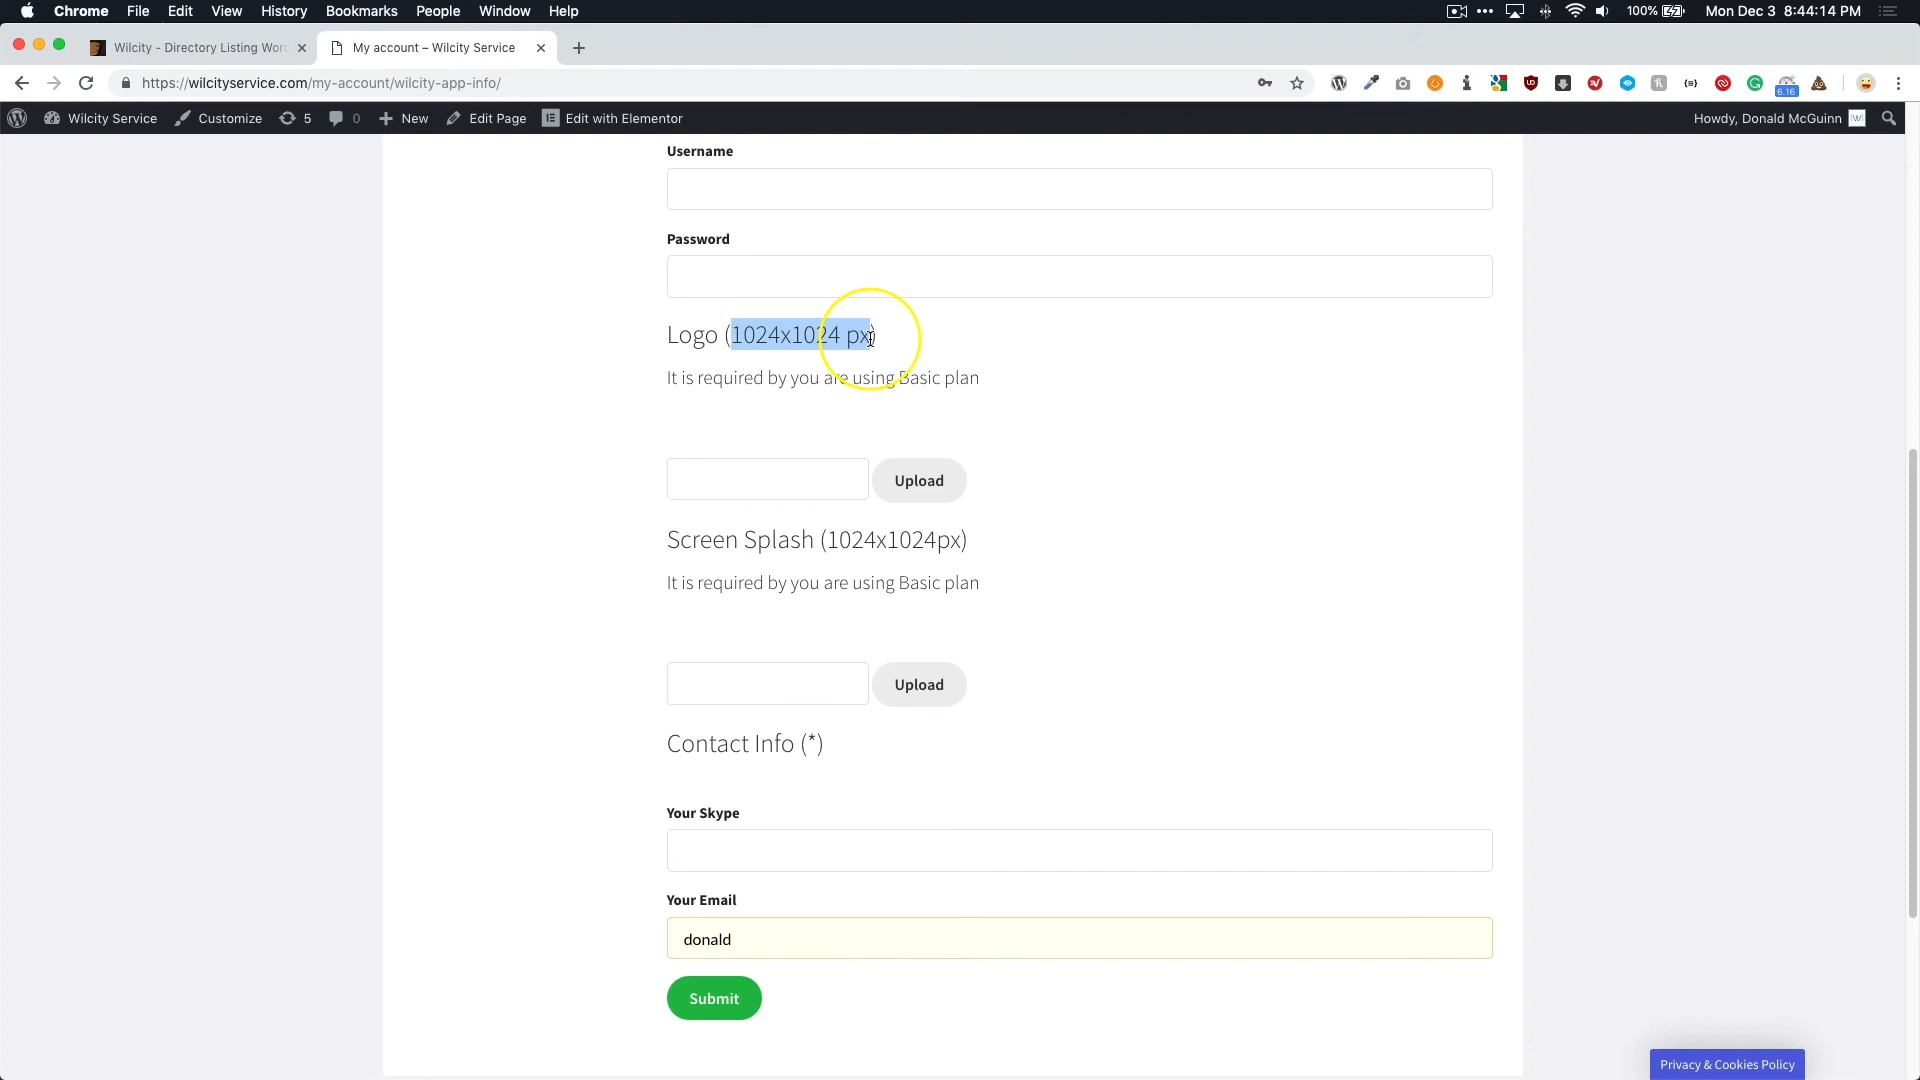 Chrome File Edit View History Bookmarks People Window Help 100% Mon Dec 3 8:44:14 PM
Wilcity - Directory Listing Wor My account – Wilcity Service
https://wilcityservice.com/my-account/wilcity-app-info/ 6.16
Wilcity Service Customize 5 0 New Edit Page Edit with Elementor Howdy, Donald McGuinn
Username
Password
Logo (1024x1024 px)
It is required by you are using Basic plan
Upload
Screen Splash (1024x1024px)
It is required by you are using Basic plan
Upload
Contact Info (*)
Your Skype
Your Email
donald
Submit
Privacy & Cookies Policy